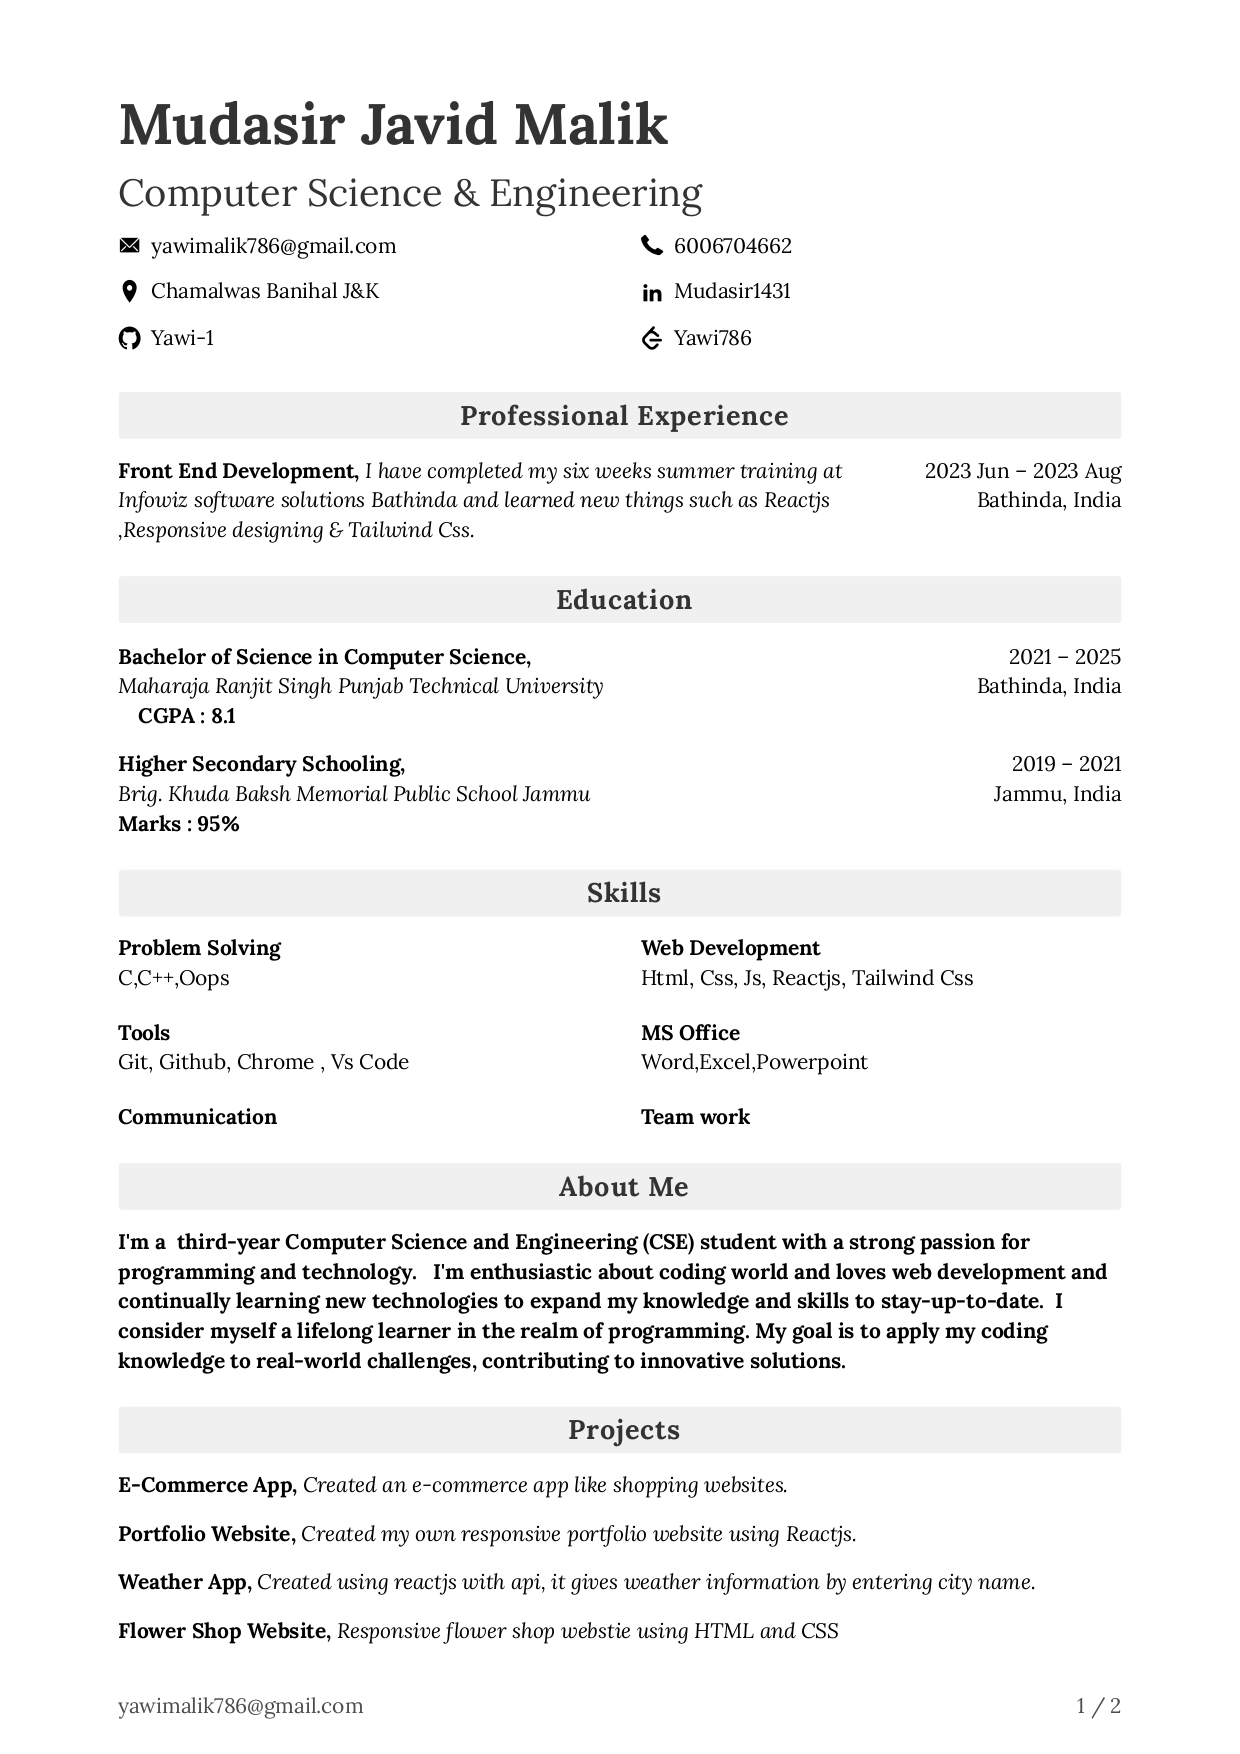 Mudasir Javid Malik
Computer Science & Engineering
yawimalik786@gmail.com
6006704662
Chamalwas Banihal J&K
Mudasir1431
Yawi-1
Yawi786
Professional Experience
Front End Development, I have completed my six weeks summer training at
2023 Jun – 2023 Aug
Infowiz software solutions Bathinda and learned new things such as Reactjs
Bathinda, India
,Responsive designing & Tailwind Css.
Education
Bachelor of Science in Computer Science,
2021 – 2025
Maharaja Ranjit Singh Punjab Technical University
Bathinda, India
CGPA : 8.1
Higher Secondary Schooling,
2019 – 2021
Brig. Khuda Baksh Memorial Public School Jammu
Jammu, India
Marks : 95%
Skills
Problem Solving
Web Development
C,C++,Oops
Html, Css, Js, Reactjs, Tailwind Css
Tools
MS Office
Git, Github, Chrome , Vs Code
Word,Excel,Powerpoint
Communication
Team work
About Me
I'm a  third-year Computer Science and Engineering (CSE) student with a strong passion for
programming and technology.   I'm enthusiastic about coding world and loves web development and
continually learning new technologies to expand my knowledge and skills to stay-up-to-date.  I
consider myself a lifelong learner in the realm of programming. My goal is to apply my coding
knowledge to real-world challenges, contributing to innovative solutions.
Projects
E-Commerce App, Created an e-commerce app like shopping websites.
Portfolio Website, Created my own responsive portfolio website using Reactjs.
Weather App, Created using reactjs with api, it gives weather information by entering city name.
Flower Shop Website, Responsive flower shop webstie using HTML and CSS
yawimalik786@gmail.com
1 / 2